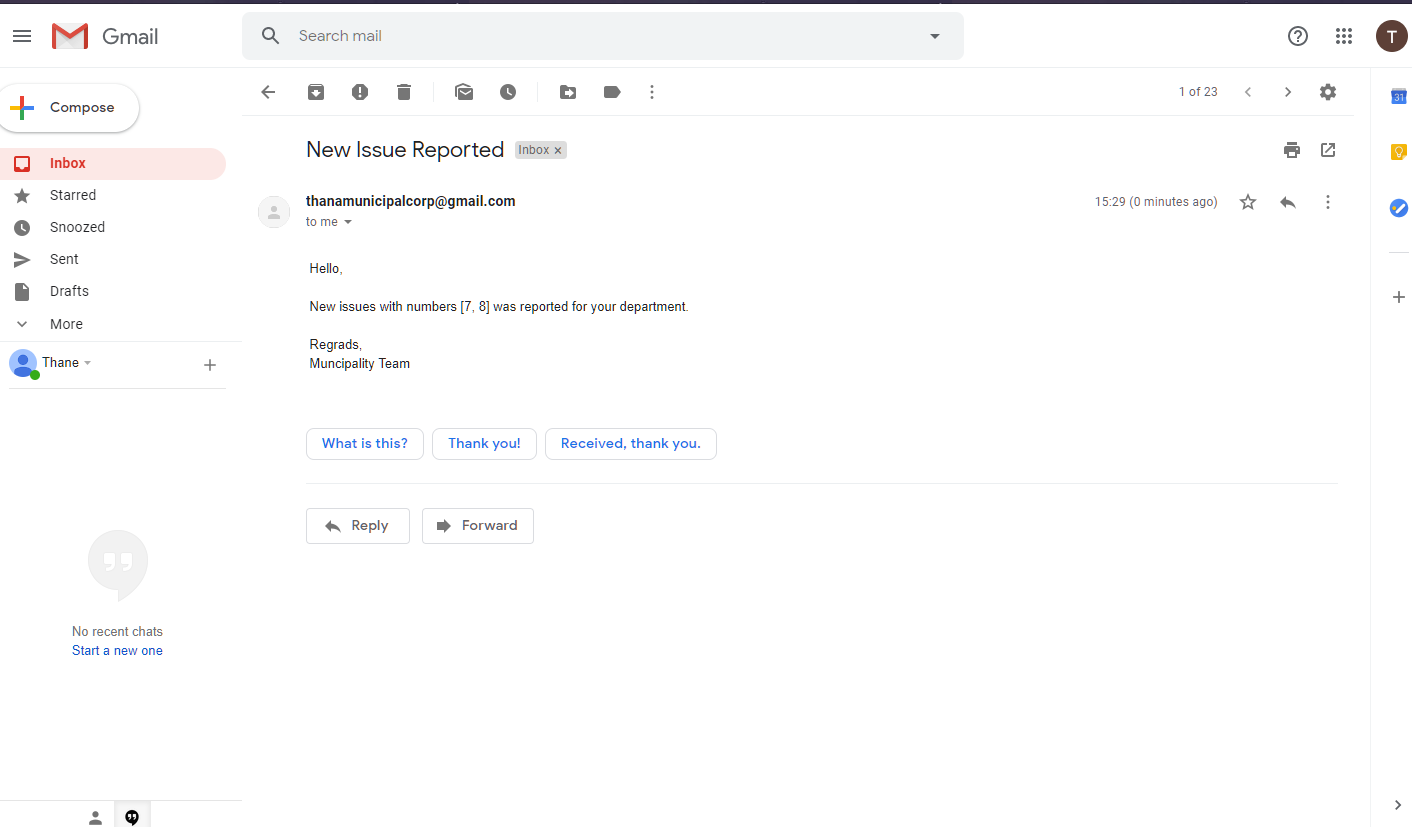 Gmail
Search mail
T
Compose
1 of 23
31
Inbox
Starred
Snoozed
Sent
Drafts
More
Thane
No recent chats
Start a new one
New Issue Reported Inbox x
thanamunicipalcorp@gmail.com 15:29 (0 minutes ago)
to me
Hello,
New issues with numbers [7, 8] was reported for your department.
Regrads,
Muncipality Team
What is this? Thank you! Received, thank you.
Reply Forward